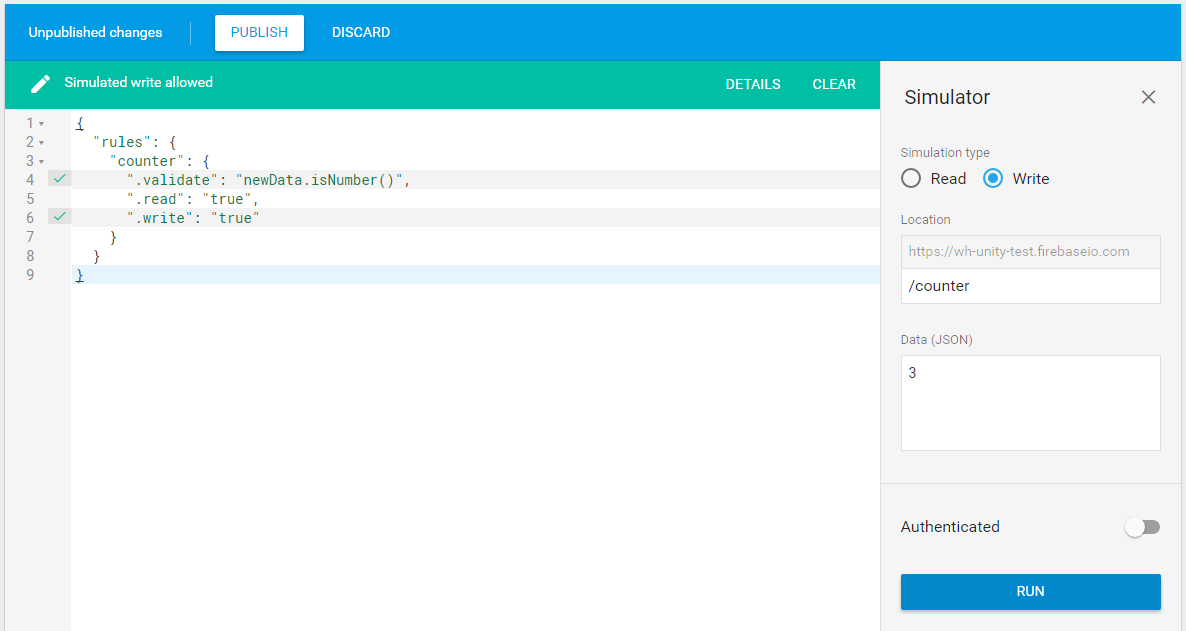 Unpublished changes PUBLISH DISCARD
Simulated write allowed DETAILS CLEAR
1 {
2 "rules": {
3 "counter": {
4 ".validate": "newData.isNumber()",
5 ".read": "true",
6 ".write": "true"
7 }
8 }
9 }
Simulator
Simulation type
Read Write
Location
https://wh-unity-test.firebaseio.com
/counter
Data (JSON)
3
Authenticated
RUN